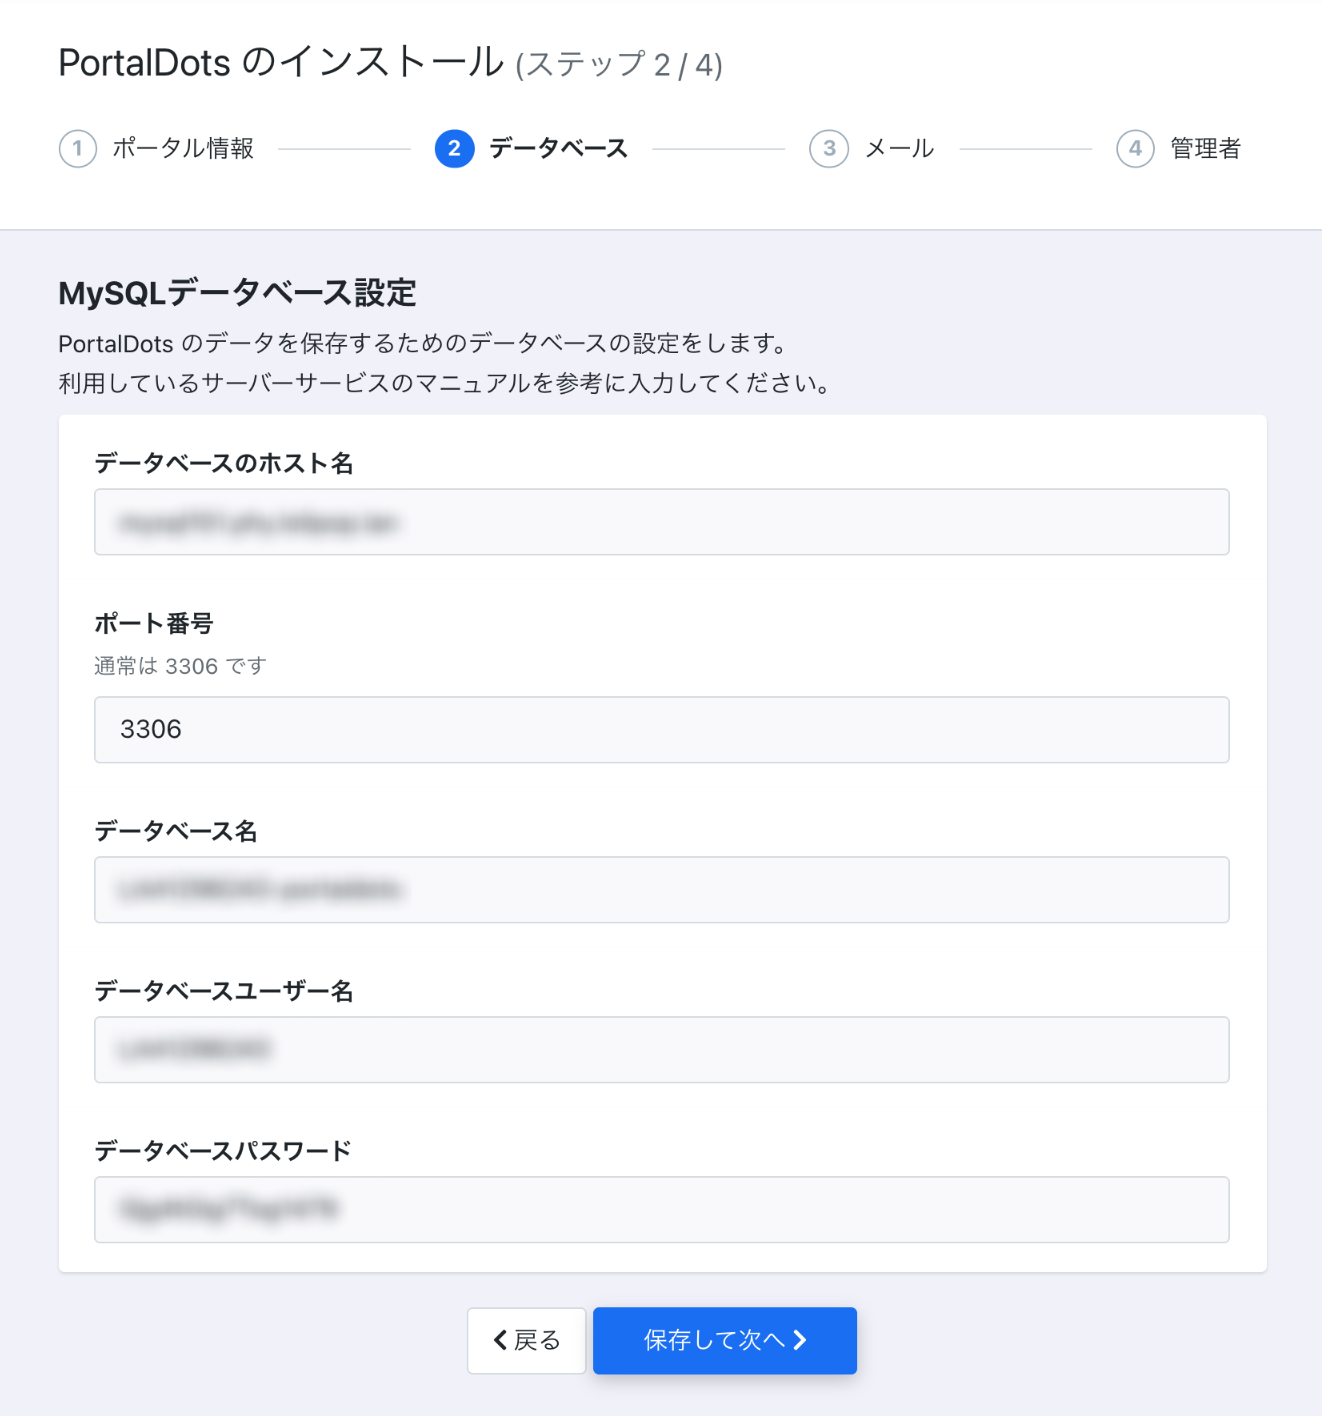 PortalDots のインストール (ステップ 2 / 4)
1 ポータル情報 2 データベース 3 メール 4 管理者
MySQLデータベース設定
PortalDots のデータを保存するためのデータベースの設定をします。
利用しているサーバーサービスのマニュアルを参考に入力してください。
データベースのホスト名
ポート番号
通常は 3306 です
3306
データベース名
データベースユーザー名
データベースパスワード
戻る 保存して次へ